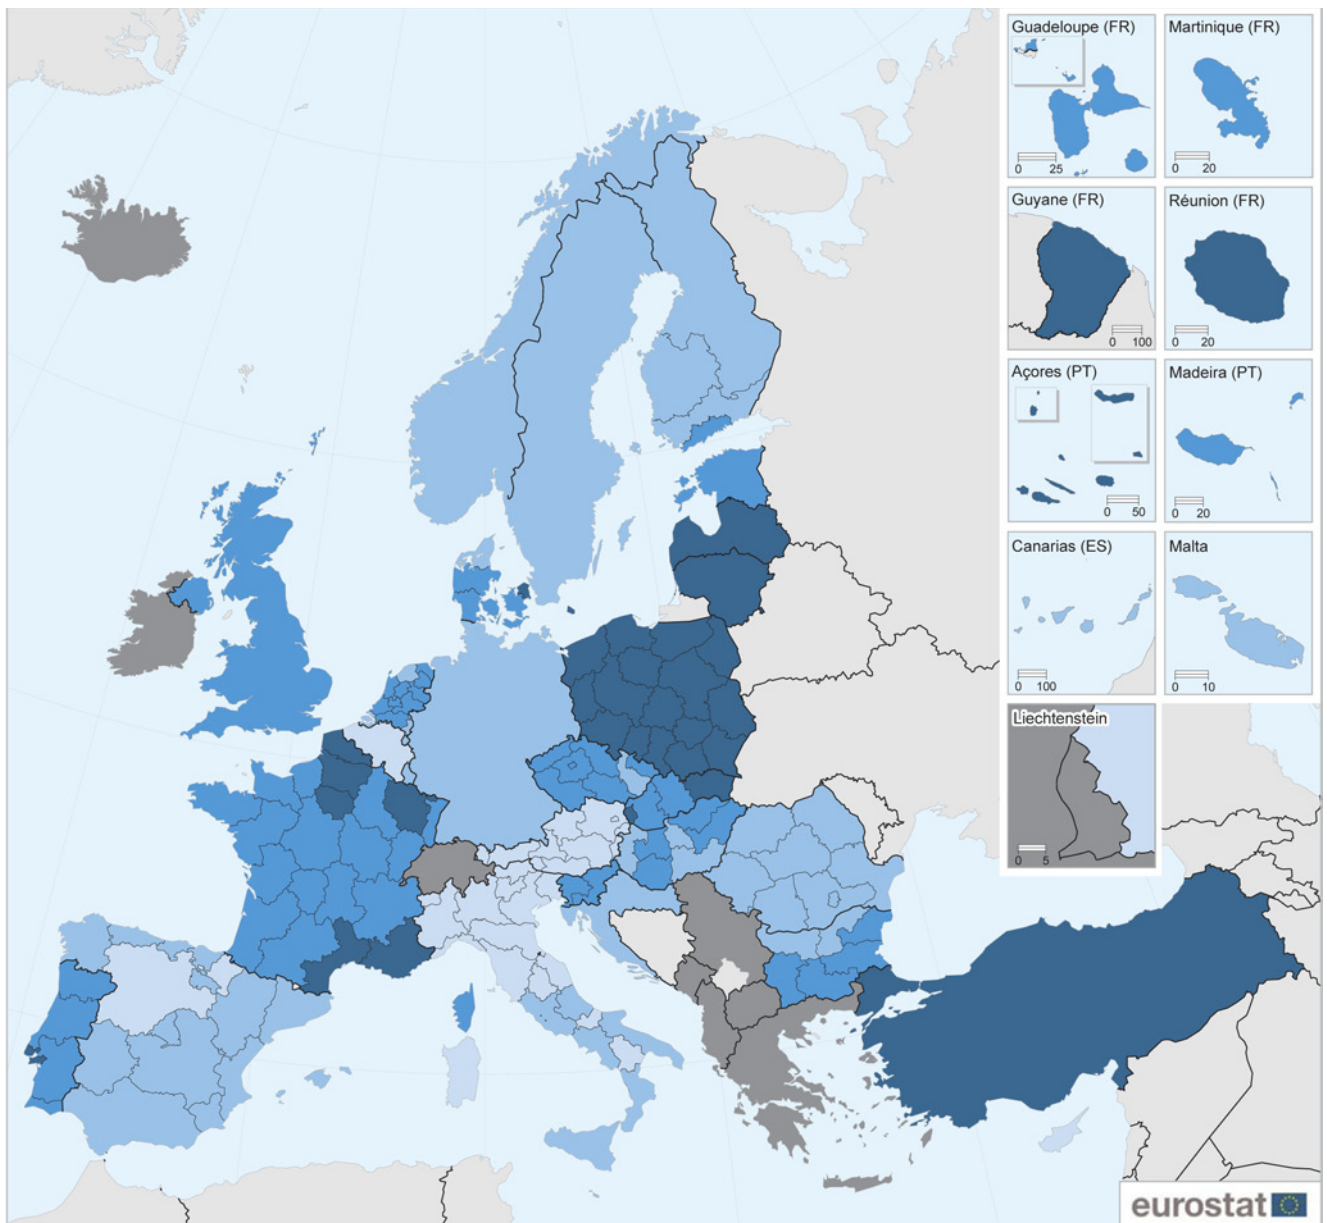 Guadeloupe (FR)
0 25
Martinique (FR)
0 20
Guyane (FR)
0 100
Réunion (FR)
0 20
Açores (PT)
0 50
Madeira (PT)
0 20
Canarias (ES)
0 100
Malta
0 10
Liechtenstein
0 5
eurostat